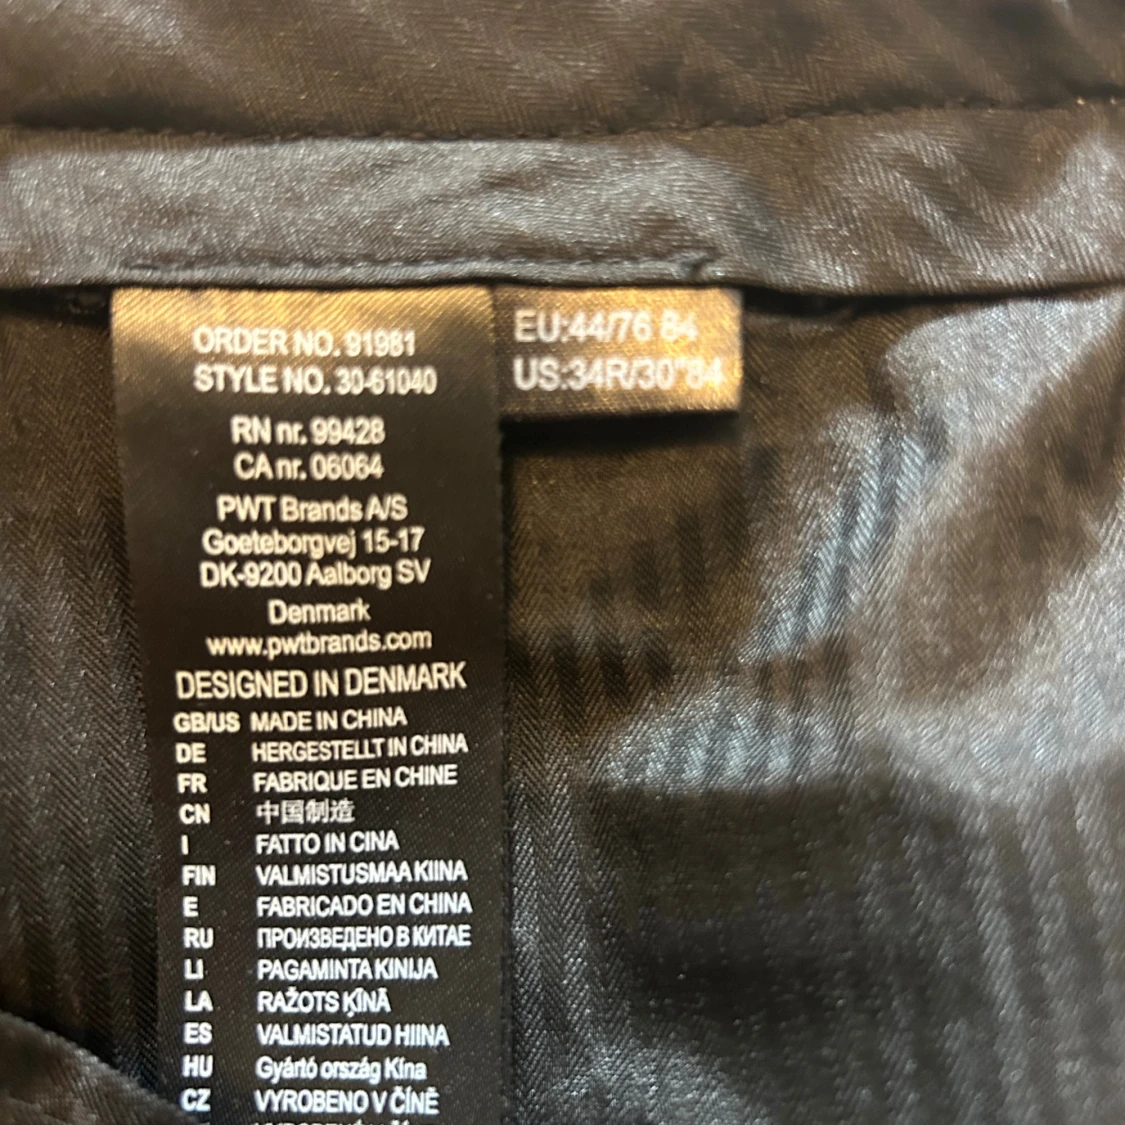 ORDER NO. 91981
STYLE NO. 30-61040
RN nr. 99428
CA nr. 06064
PWT Brands A/S
Goeteborgvej 15-17
DK-9200 Aalborg SV
Denmark
www.pwtbrands.com
DESIGNED IN DENMARK
GB/US MADE IN CHINA
DE HERGESTELLT IN CHINA
FR FABRIQUE EN CHINE
CN 中国制造
I FATTO IN CINA
FIN VALMISTUSMAA KIINA
E FABRICADO EN CHINA
RU ПРОИЗВЕДЕНО В КИТАЕ
LI PAGAMINTA KINIJA
LA RAŽOTS ĶĪNĀ
ES VALMISTATUD HIINA
HU Gyártó ország Kína
CZ VYROBENO V ČÍNĚ
EU:44/76 84
US:34R/30"84